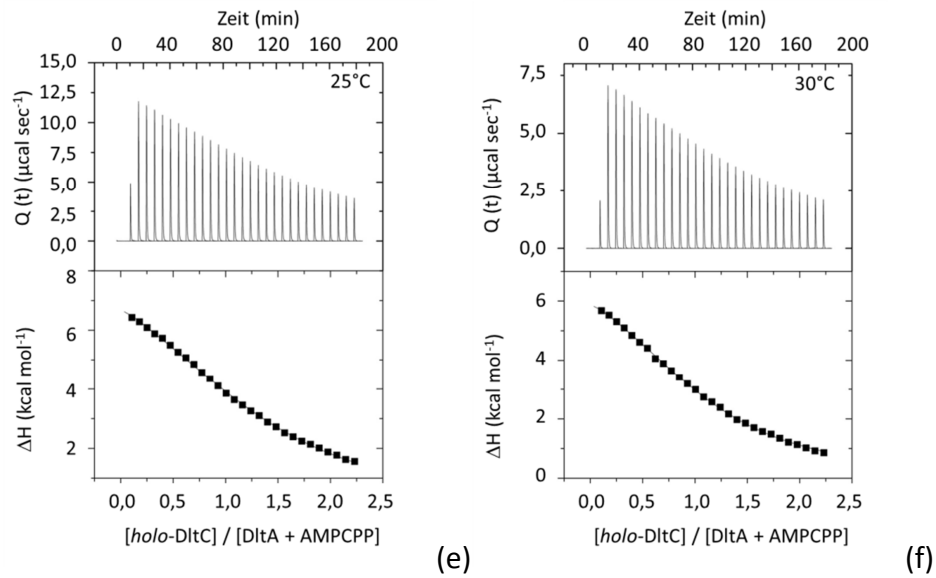 Zeit (min)
0 40 80 120 160 200
15,0
12,5
10,0
7,5
5,0
2,5
0,0
Q (t) (µcal sec⁻¹)
25°C
8
6
4
2
ΔH (kcal mol⁻¹)
0,0 0,5 1,0 1,5 2,0 2,5
[holo-DltC] / [DltA + AMPCPP]
(e)
Zeit (min)
0 40 80 120 160 200
7,5
5,0
2,5
0,0
Q (t) (µcal sec⁻¹)
30°C
6
4
2
0
ΔH (kcal mol⁻¹)
0,0 0,5 1,0 1,5 2,0 2,5
[holo-DltC] / [DltA + AMPCPP]
(f)